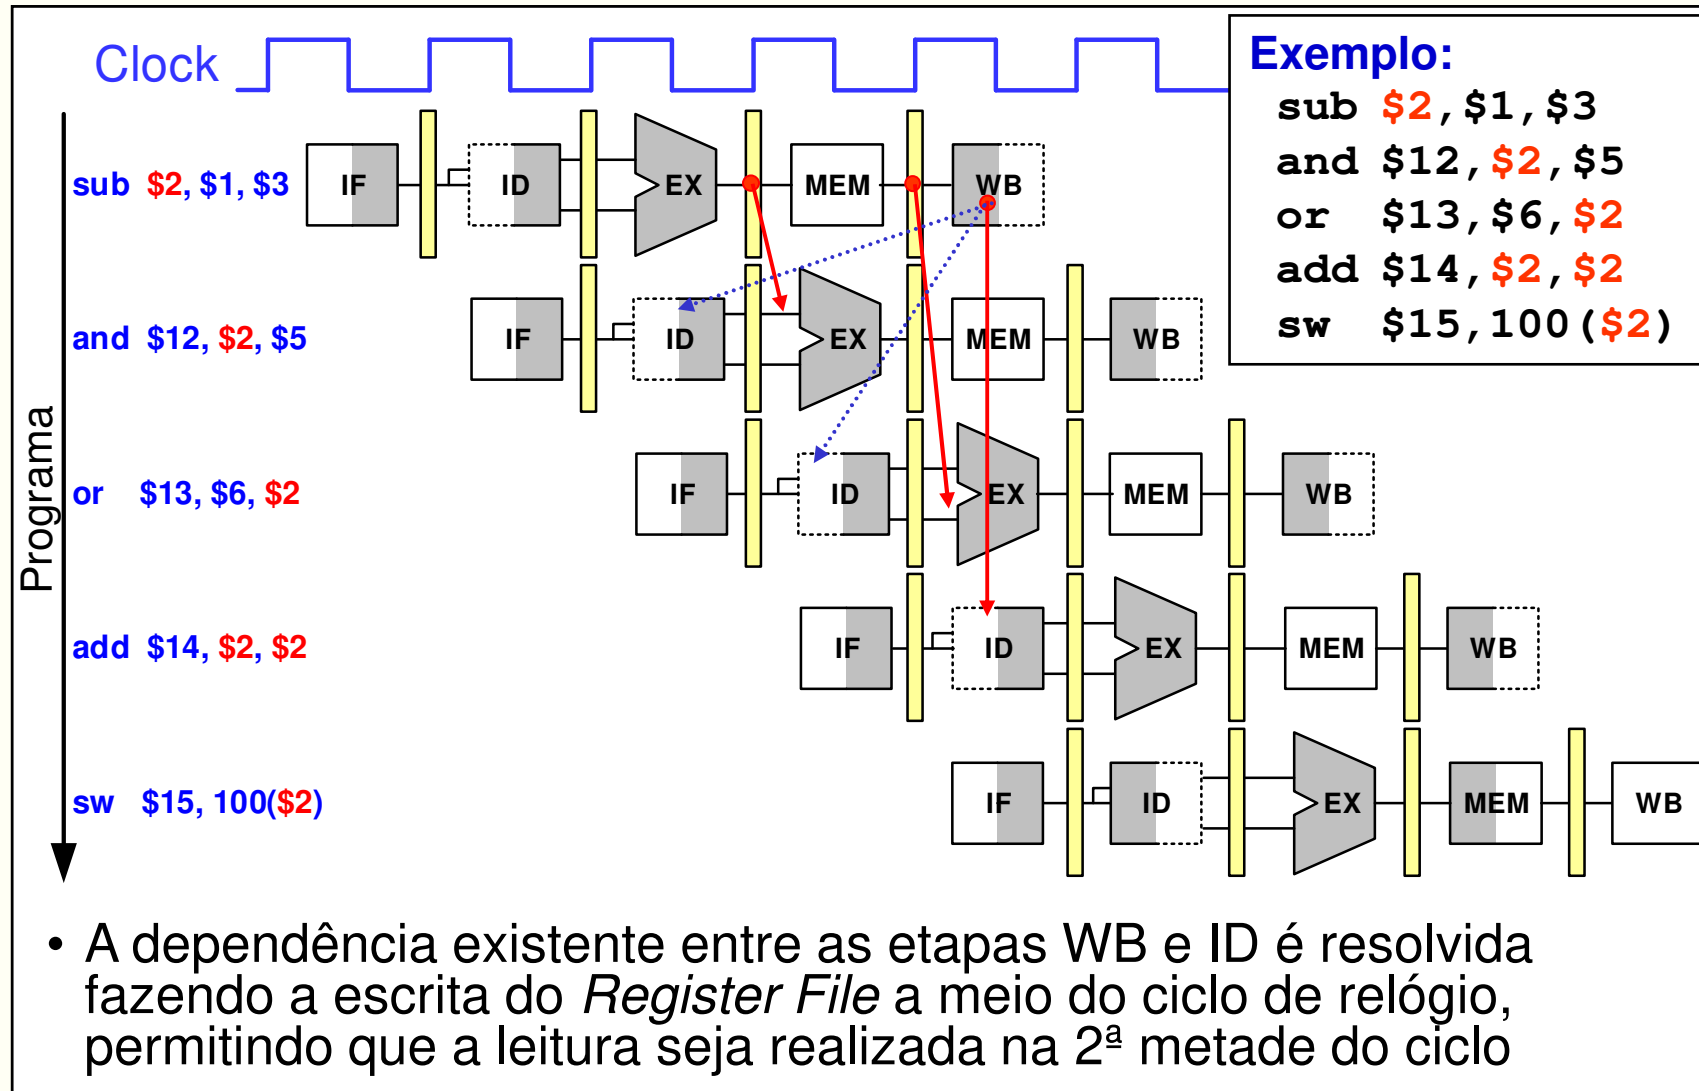 Clock
Exemplo:
sub $2,$1,$3
and $12,$2,$5
or $13,$6,$2
add $14,$2,$2
sw $15,100($2)
Programa
sub $2, $1, $3
IF ID EX MEM WB
and $12, $2, $5
IF ID EX MEM WB
or $13, $6, $2
IF ID EX MEM WB
add $14, $2, $2
IF ID EX MEM WB
sw $15, 100($2)
IF ID EX MEM WB
• A dependência existente entre as etapas WB e ID é resolvida
fazendo a escrita do Register File a meio do ciclo de relógio,
permitindo que a leitura seja realizada na 2ª metade do ciclo